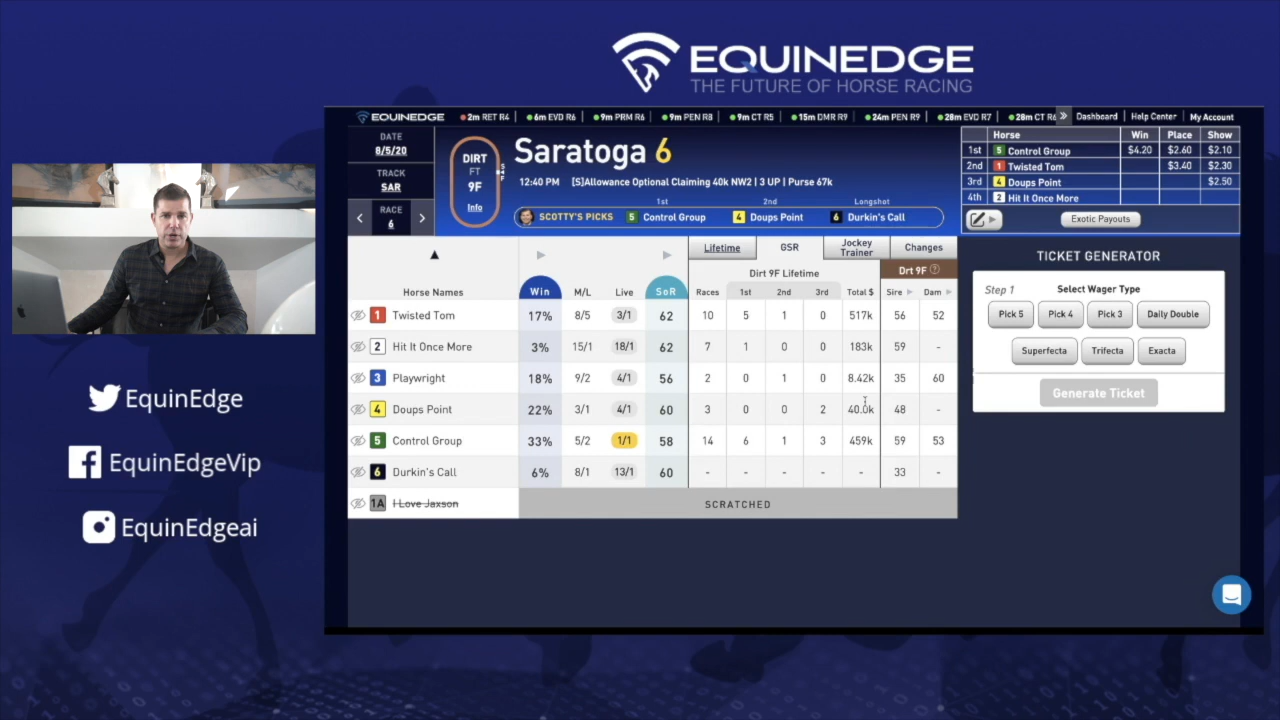 EQUINEDGE
THE FUTURE OF HORSE RACING
EQUINEDGE 2m RET R4 | 6m EVD R6 | 9m PRM R6 | 9m PEN R8 | 9m CT R5 | 15m DMR R9 | 24m PEN R9 | 28m EVD R7 | 28m CT R6 » Dashboard | Help Center | My Account
DATE
8/5/20
TRACK
SAR
RACE
6
DIRT
FT
9F
Info
Saratoga 6
12:40 PM [S]Allowance Optional Claiming 40k NW2 | 3 UP | Purse 67k
1st 2nd Longshot
SCOTTY'S PICKS 5 Control Group 4 Doups Point 6 Durkin's Call
Horse Win Place Show
1st 5 Control Group $4.20 $2.60 $2.10
2nd 1 Twisted Tom $3.40 $2.30
3rd 4 Doups Point $2.50
4th 2 Hit It Once More
Exotic Payouts
Lifetime GSR Jockey Trainer Changes
Dirt 9F Lifetime Drt 9F ?
Horse Names Win M/L Live SoR Races 1st 2nd 3rd Total $ Sire Dam
1 Twisted Tom 17% 8/5 3/1 62 10 5 1 0 517k 56 52
2 Hit It Once More 3% 15/1 18/1 62 7 1 0 0 183k 59 -
3 Playwright 18% 9/2 4/1 56 2 0 1 0 8.42k 35 60
4 Doups Point 22% 3/1 4/1 60 3 0 0 2 40.0k 48 -
5 Control Group 33% 5/2 1/1 58 14 6 1 3 459k 59 53
6 Durkin's Call 6% 8/1 13/1 60 - - - - - 33 -
1A I Love Jaxson SCRATCHED
TICKET GENERATOR
Step 1 Select Wager Type
Pick 5 Pick 4 Pick 3 Daily Double
Superfecta Trifecta Exacta
Generate Ticket
EquinEdge
EquinEdgeVip
EquinEdgeai